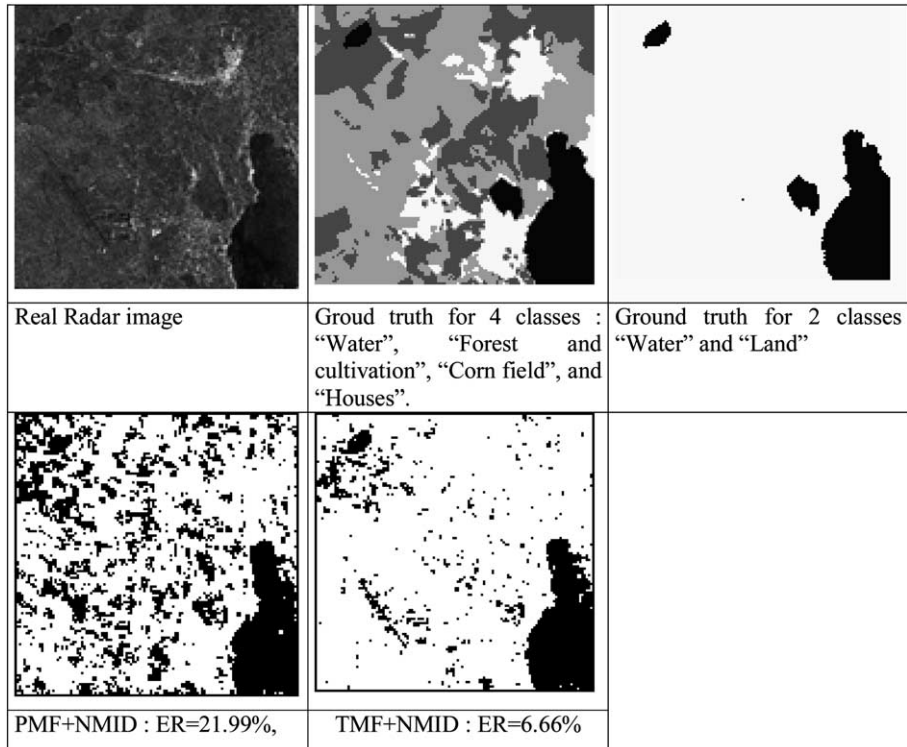 Real Radar image
Groud truth for 4 classes :
“Water”, “Forest and
cultivation”, “Corn field”, and
“Houses”.
Ground truth for 2 classes
“Water” and “Land”
PMF+NMID : ER=21.99%,
TMF+NMID : ER=6.66%